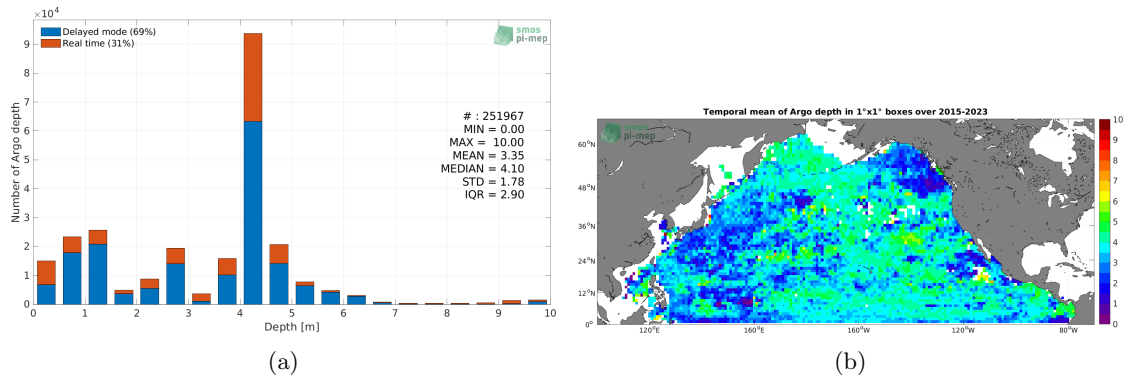 ×10⁴
Delayed mode (69%)
Real time (31%)
smos
pi-mep
9
8
7
6
5
4
3
2
1
0
Number of Argo depth
# : 251967
MIN = 0.00
MAX = 10.00
MEAN = 3.35
MEDIAN = 4.10
STD = 1.78
IQR = 2.90
0 1 2 3 4 5 6 7 8 9 10
Depth [m]
(a)
Temporal mean of Argo depth in 1°x1° boxes over 2015-2023
smos
pi-mep
60°N
48°N
36°N
24°N
12°N
0°
120°E 160°E 160°W 120°W 80°W
10
9
8
7
6
5
4
3
2
1
0
(b)